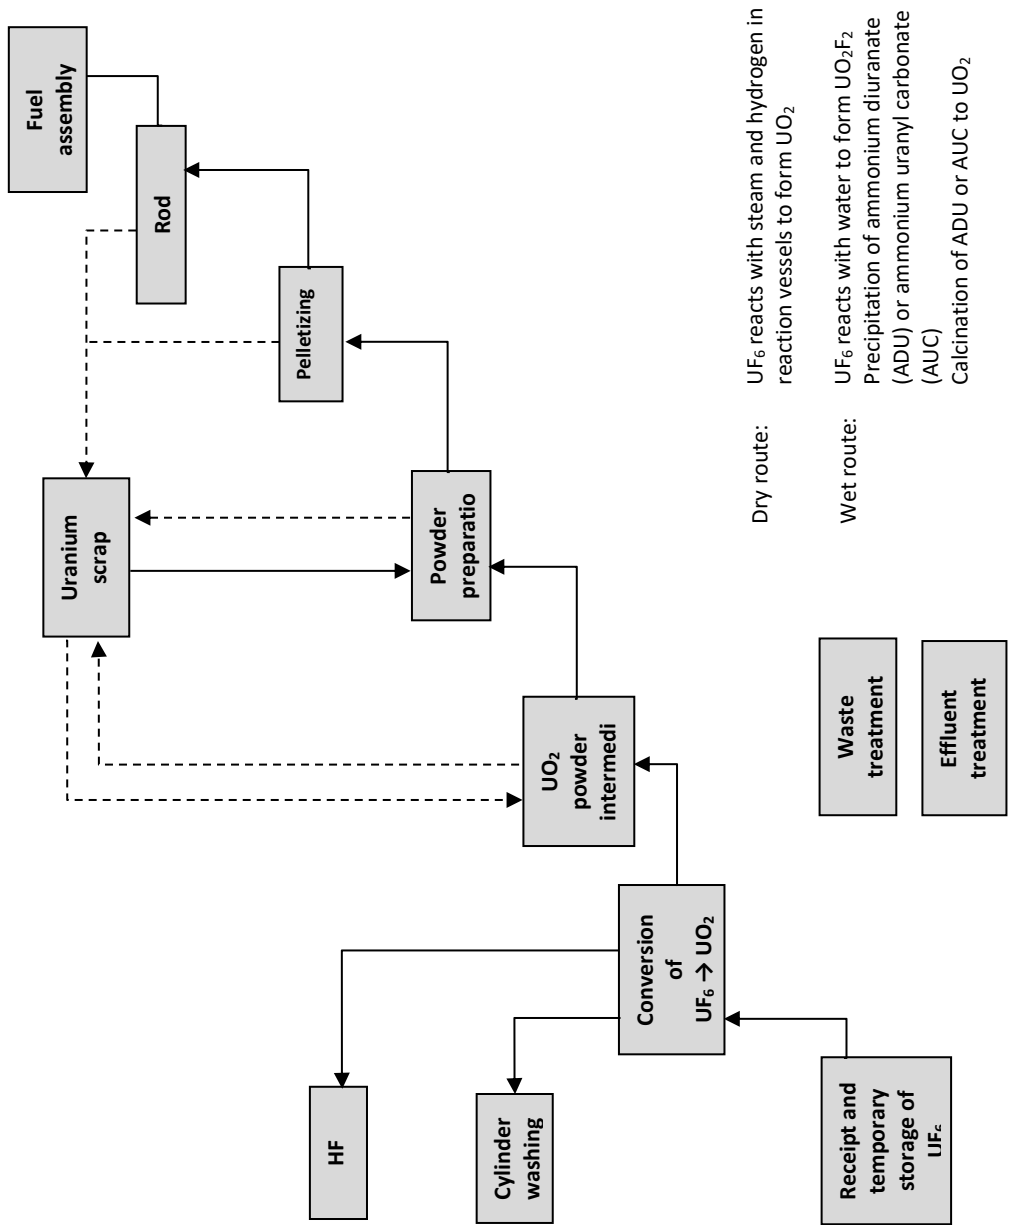 Receipt and
temporary
storage of
UF₆
Cylinder
washing
HF
Conversion
of
UF₆ → UO₂
UO₂
powder
intermedi
Uranium
scrap
Powder
preparatio
Pelletizing
Rod
Fuel
assembly
Waste
treatment
Effluent
treatment
Dry route: UF₆ reacts with steam and hydrogen in
reaction vessels to form UO₂
Wet route: UF₆ reacts with water to form UO₂F₂
Precipitation of ammonium diuranate
(ADU) or ammonium uranyl carbonate
(AUC)
Calcination of ADU or AUC to UO₂